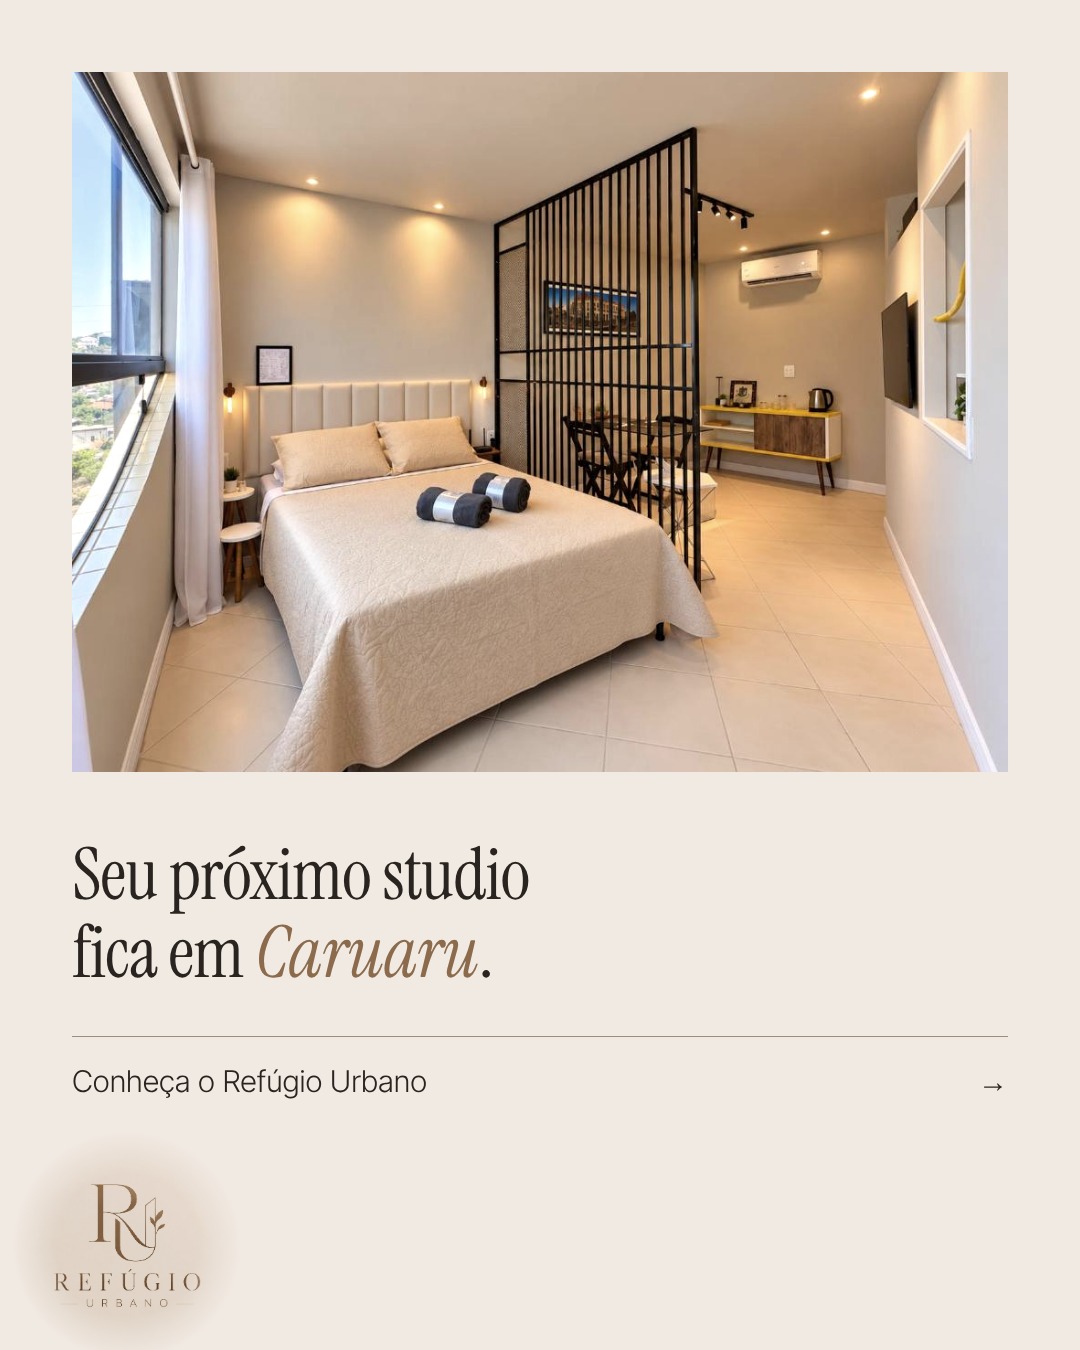 Seu próximo studio
fica em Caruaru.
Conheça o Refúgio Urbano →
RU
REFÚGIO
URBANO